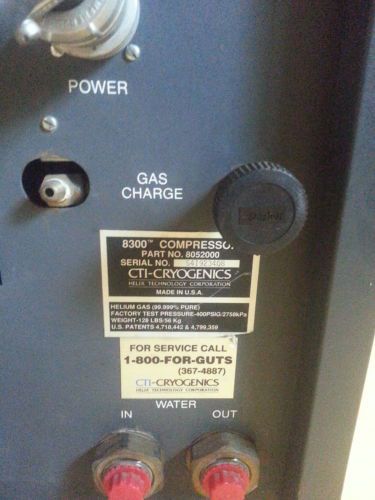 POWER
GAS
CHARGE
8300™ COMPRESSO
PART NO. 8052000
SERIAL NO.
CTI-CRYOGENICS
HELIX TECHNOLOGY CORPORATION
MADE IN U.S.A.
HELIUM GAS (99.999% PURE)
FACTORY TEST PRESSURE-400PSIG/2758kPa
WEIGHT-128 LBS/58 Kg
U.S. PATENTS 4,718,442 & 4,799,359
FOR SERVICE CALL
1-800-FOR-GUTS
(367-4887)
CTI-CRYOGENICS
HELIX TECHNOLOGY CORPORATION
WATER
IN OUT